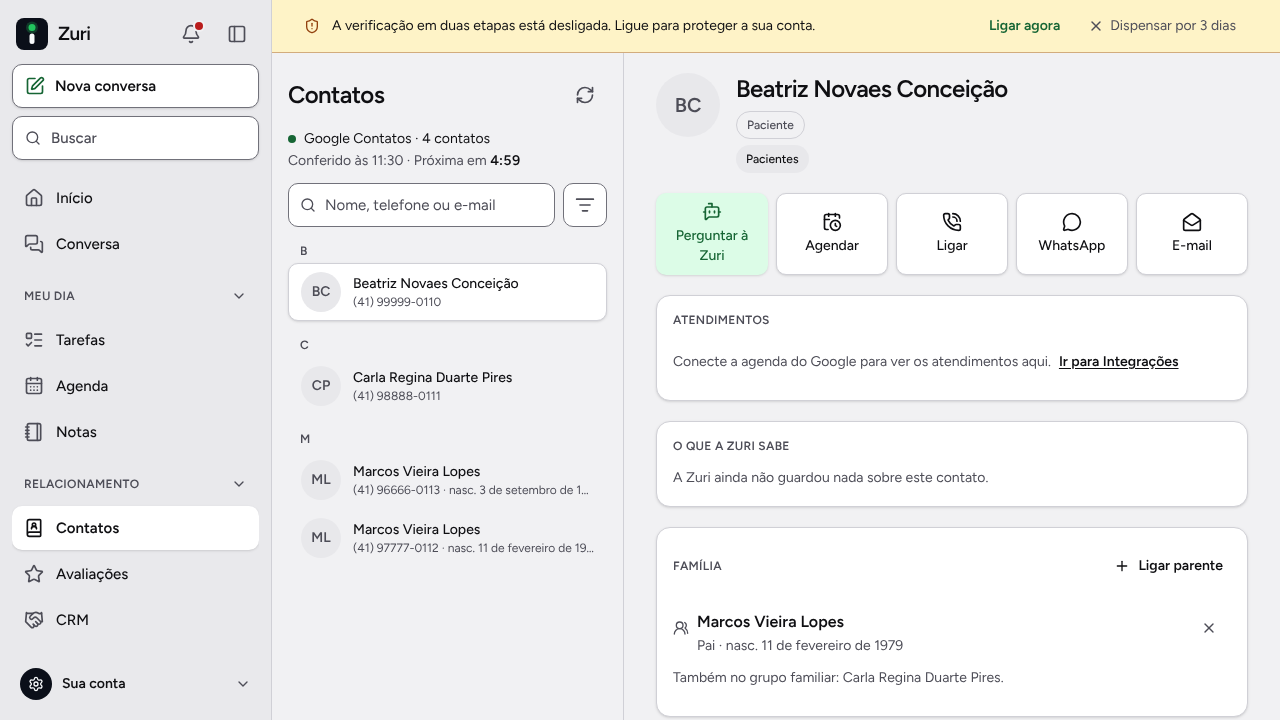 Zuri
Nova conversa
Buscar
Início
Conversa
MEU DIA
Tarefas
Agenda
Notas
RELACIONAMENTO
Contatos
Avaliações
CRM
Sua conta
A verificação em duas etapas está desligada. Ligue para proteger a sua conta.
Ligar agora
Dispensar por 3 dias
Contatos
Google Contatos · 4 contatos
Conferido às 11:30 · Próxima em 4:59
Nome, telefone ou e-mail
B
BC
Beatriz Novaes Conceição
(41) 99999-0110
C
CP
Carla Regina Duarte Pires
(41) 98888-0111
M
ML
Marcos Vieira Lopes
(41) 96666-0113 · nasc. 3 de setembro de 1...
ML
Marcos Vieira Lopes
(41) 97777-0112 · nasc. 11 de fevereiro de 19...
BC
Beatriz Novaes Conceição
Paciente
Pacientes
Perguntar à
Zuri
Agendar
Ligar
WhatsApp
E-mail
ATENDIMENTOS
Conecte a agenda do Google para ver os atendimentos aqui. Ir para Integrações
O QUE A ZURI SABE
A Zuri ainda não guardou nada sobre este contato.
FAMÍLIA
Ligar parente
Marcos Vieira Lopes
Pai · nasc. 11 de fevereiro de 1979
Também no grupo familiar: Carla Regina Duarte Pires.